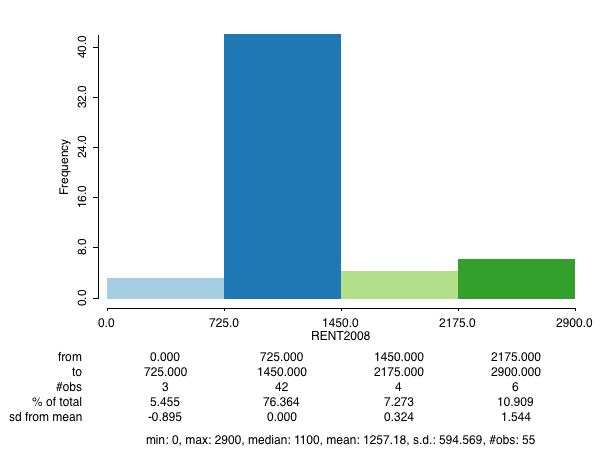 40.0
32.0
24.0
16.0
8.0
0.0
Frequency
0.0 725.0 1450.0 2175.0 2900.0
RENT2008
from 0.000 725.000 1450.000 2175.000
to 725.000 1450.000 2175.000 2900.000
#obs 3 42 4 6
% of total 5.455 76.364 7.273 10.909
sd from mean -0.895 0.000 0.324 1.544
min: 0, max: 2900, median: 1100, mean: 1257.18, s.d.: 594.569, #obs: 55